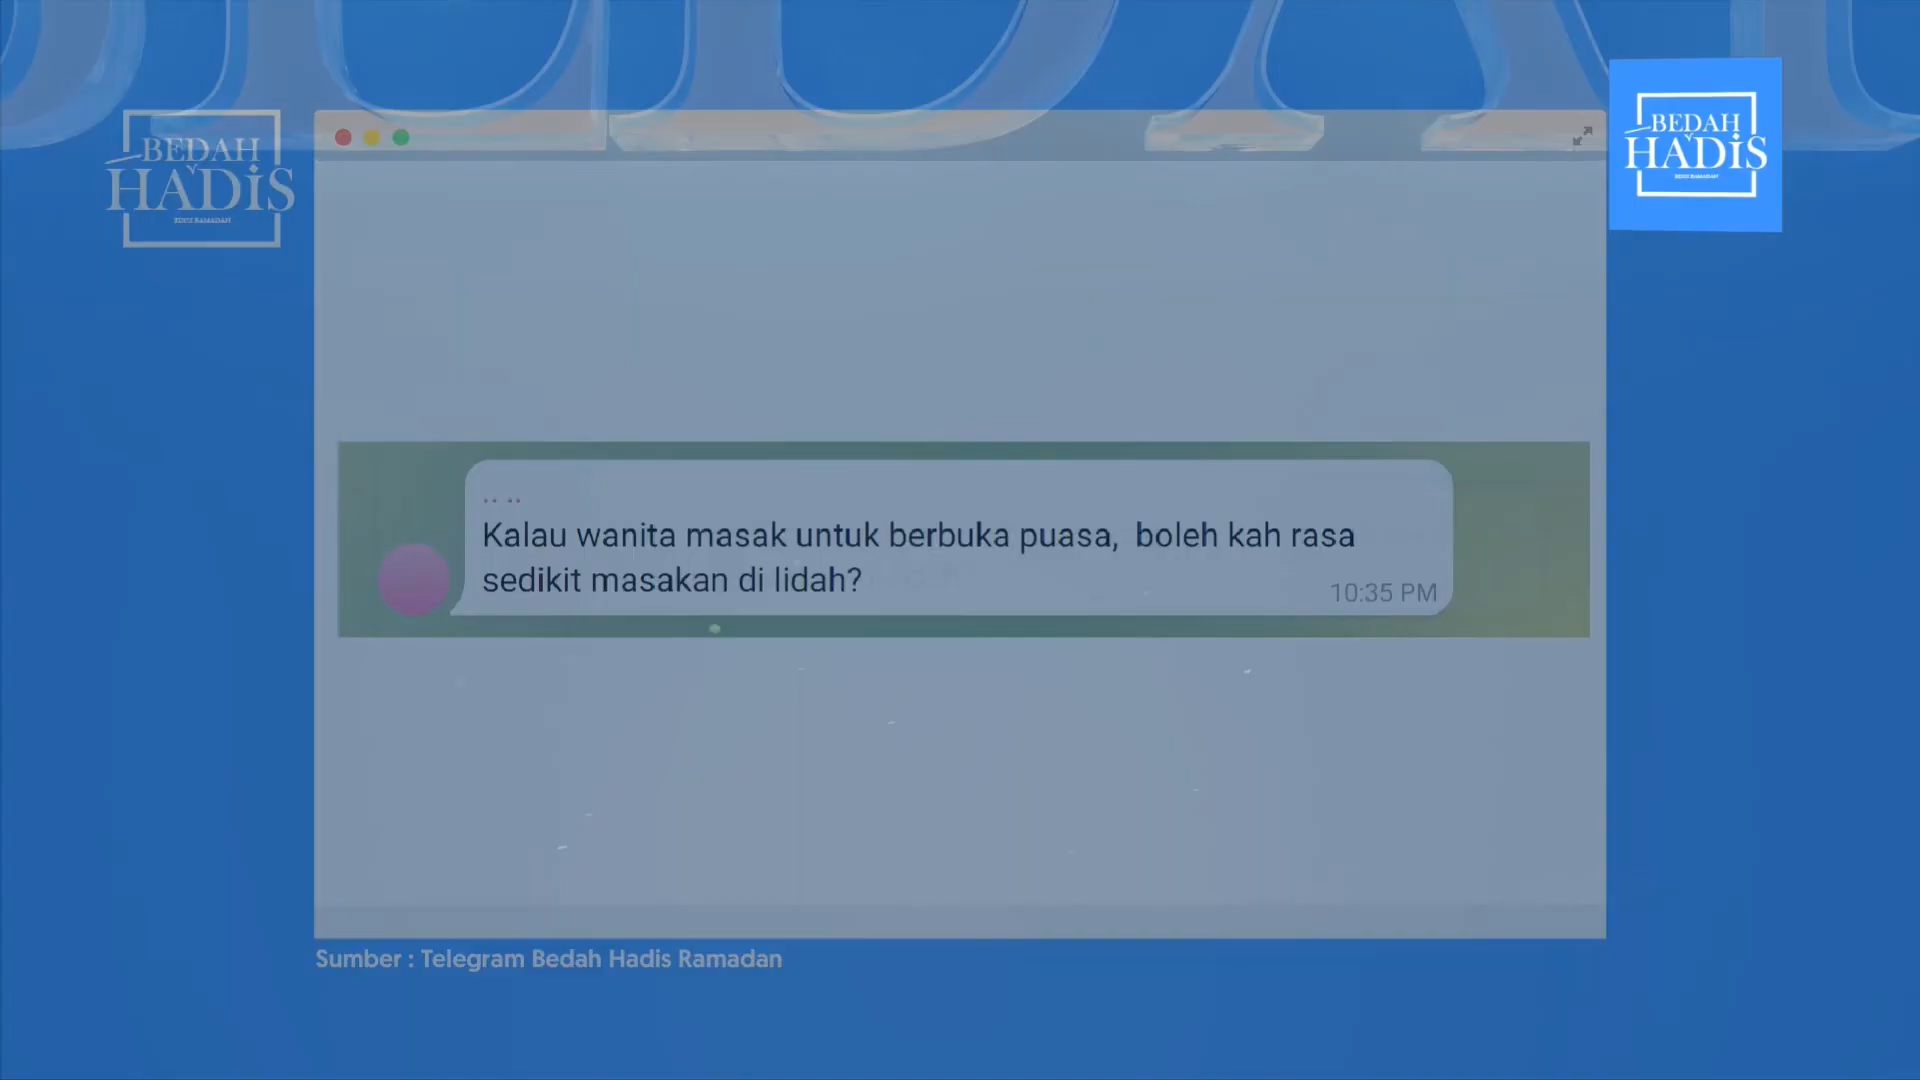 BEDAH
HADIS
BEDAH
HADIS
.. ..
Kalau wanita masak untuk berbuka puasa, boleh kah rasa
sedikit masakan di lidah?
10:35 PM
Sumber : Telegram Bedah Hadis Ramadan